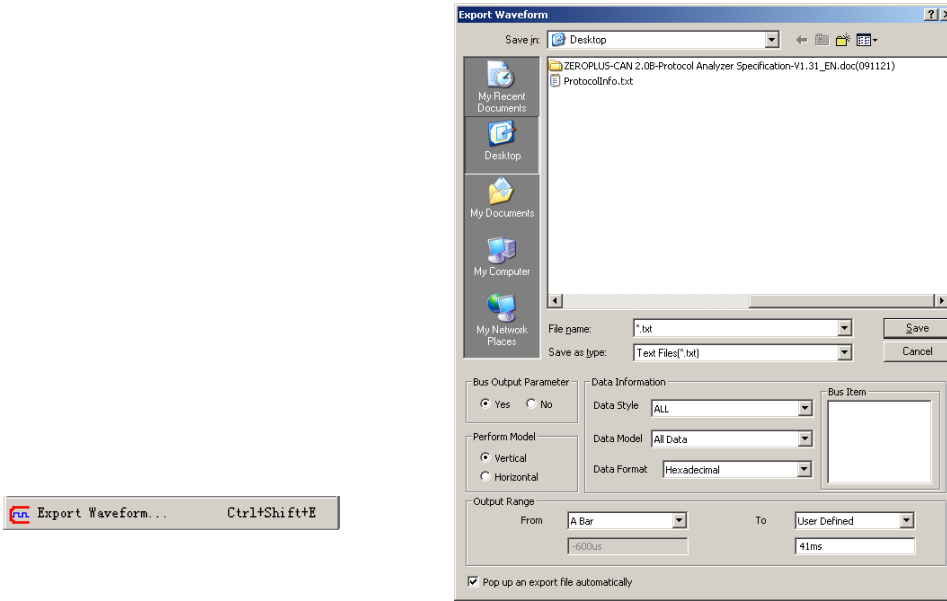 Export Waveform
Save in: Desktop
ZEROPLUS-CAN 2.0B-Protocol Analyzer Specification-V1.31_EN.doc(091121)
ProtocolInfo.txt
My Recent
Documents
Desktop
My Documents
My Computer
My Network
Places
File name: *.txt Save
Save as type: Text Files(*.txt) Cancel
Bus Output Parameter
Yes No
Perform Model
Vertical
Horizontal
Data Information
Data Style ALL
Data Model All Data
Data Format Hexadecimal
Bus Item
Output Range
From A Bar To User Defined
-600us 41ms
Pop up an export file automatically
Export Waveform... Ctrl+Shift+E